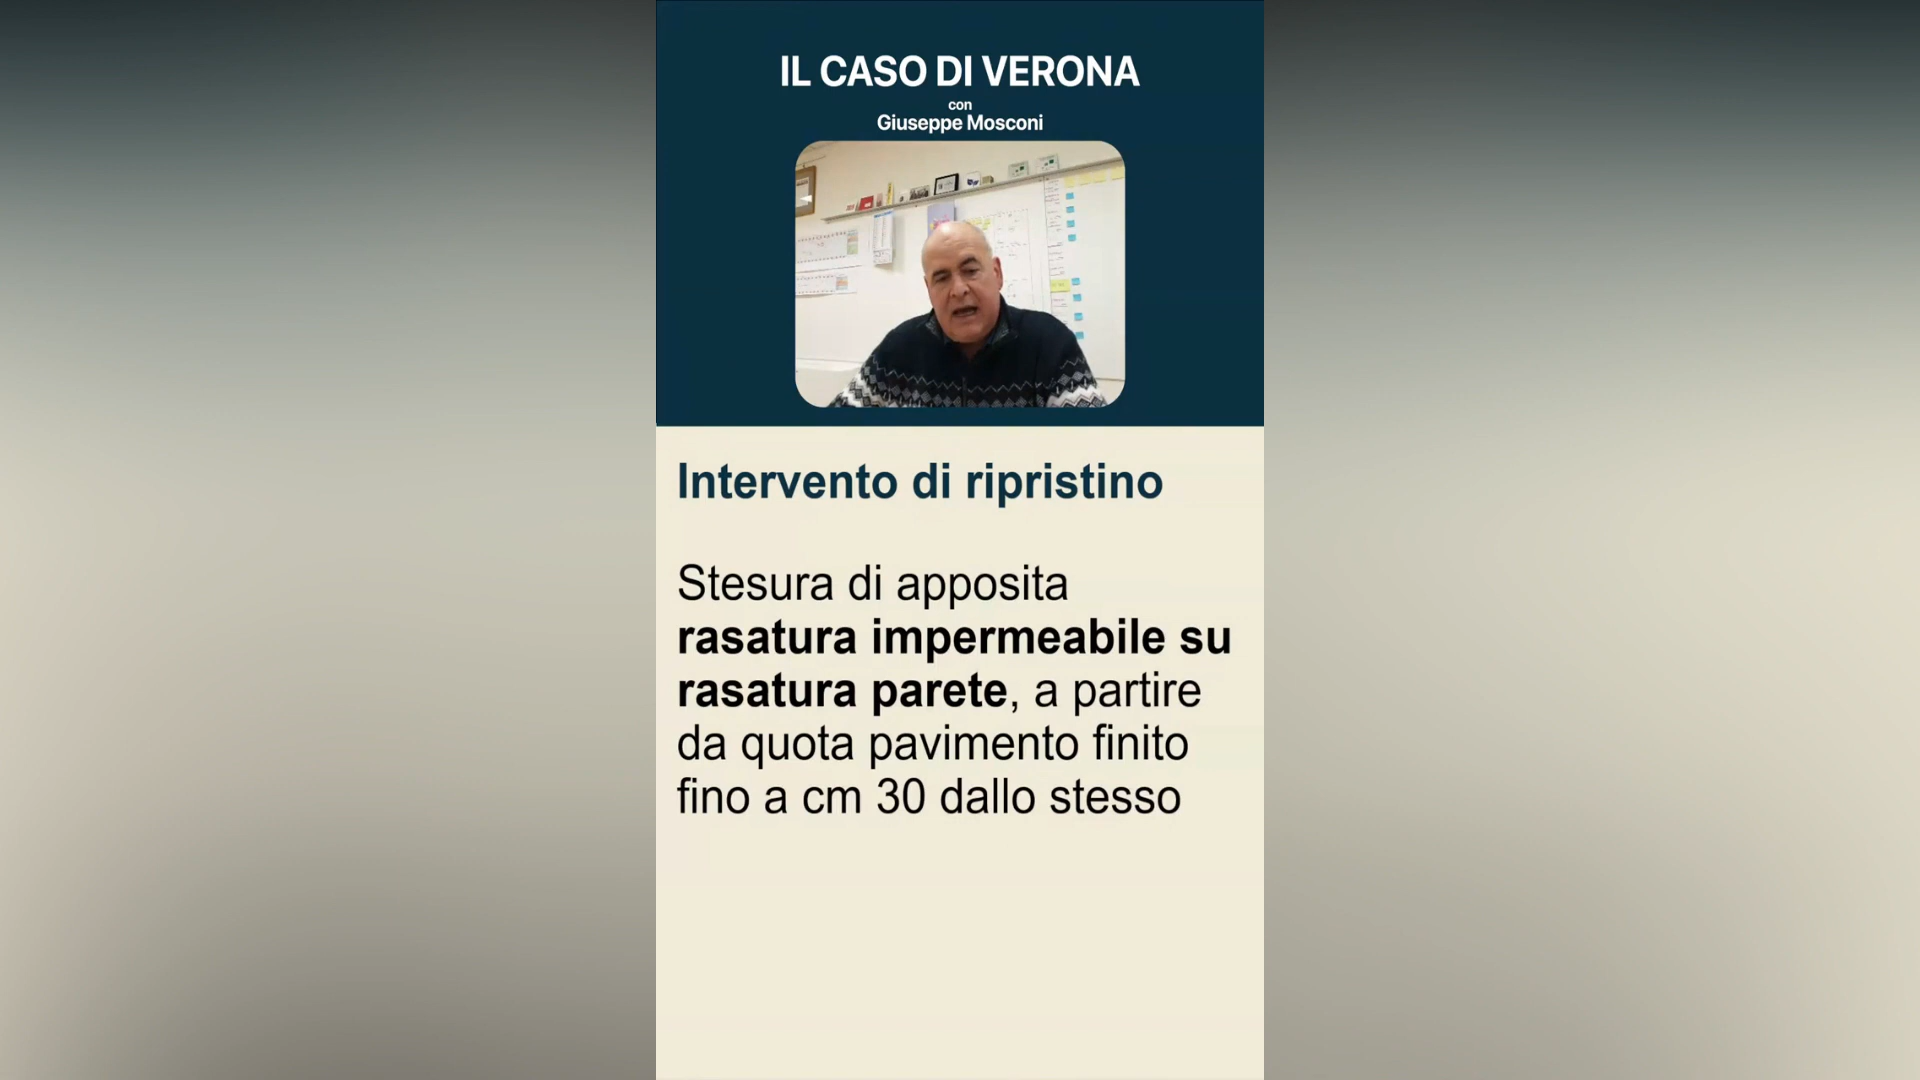 IL CASO DI VERONA
con
Giuseppe Mosconi
Intervento di ripristino
Stesura di apposita
rasatura impermeabile su
rasatura parete, a partire
da quota pavimento finito
fino a cm 30 dallo stesso